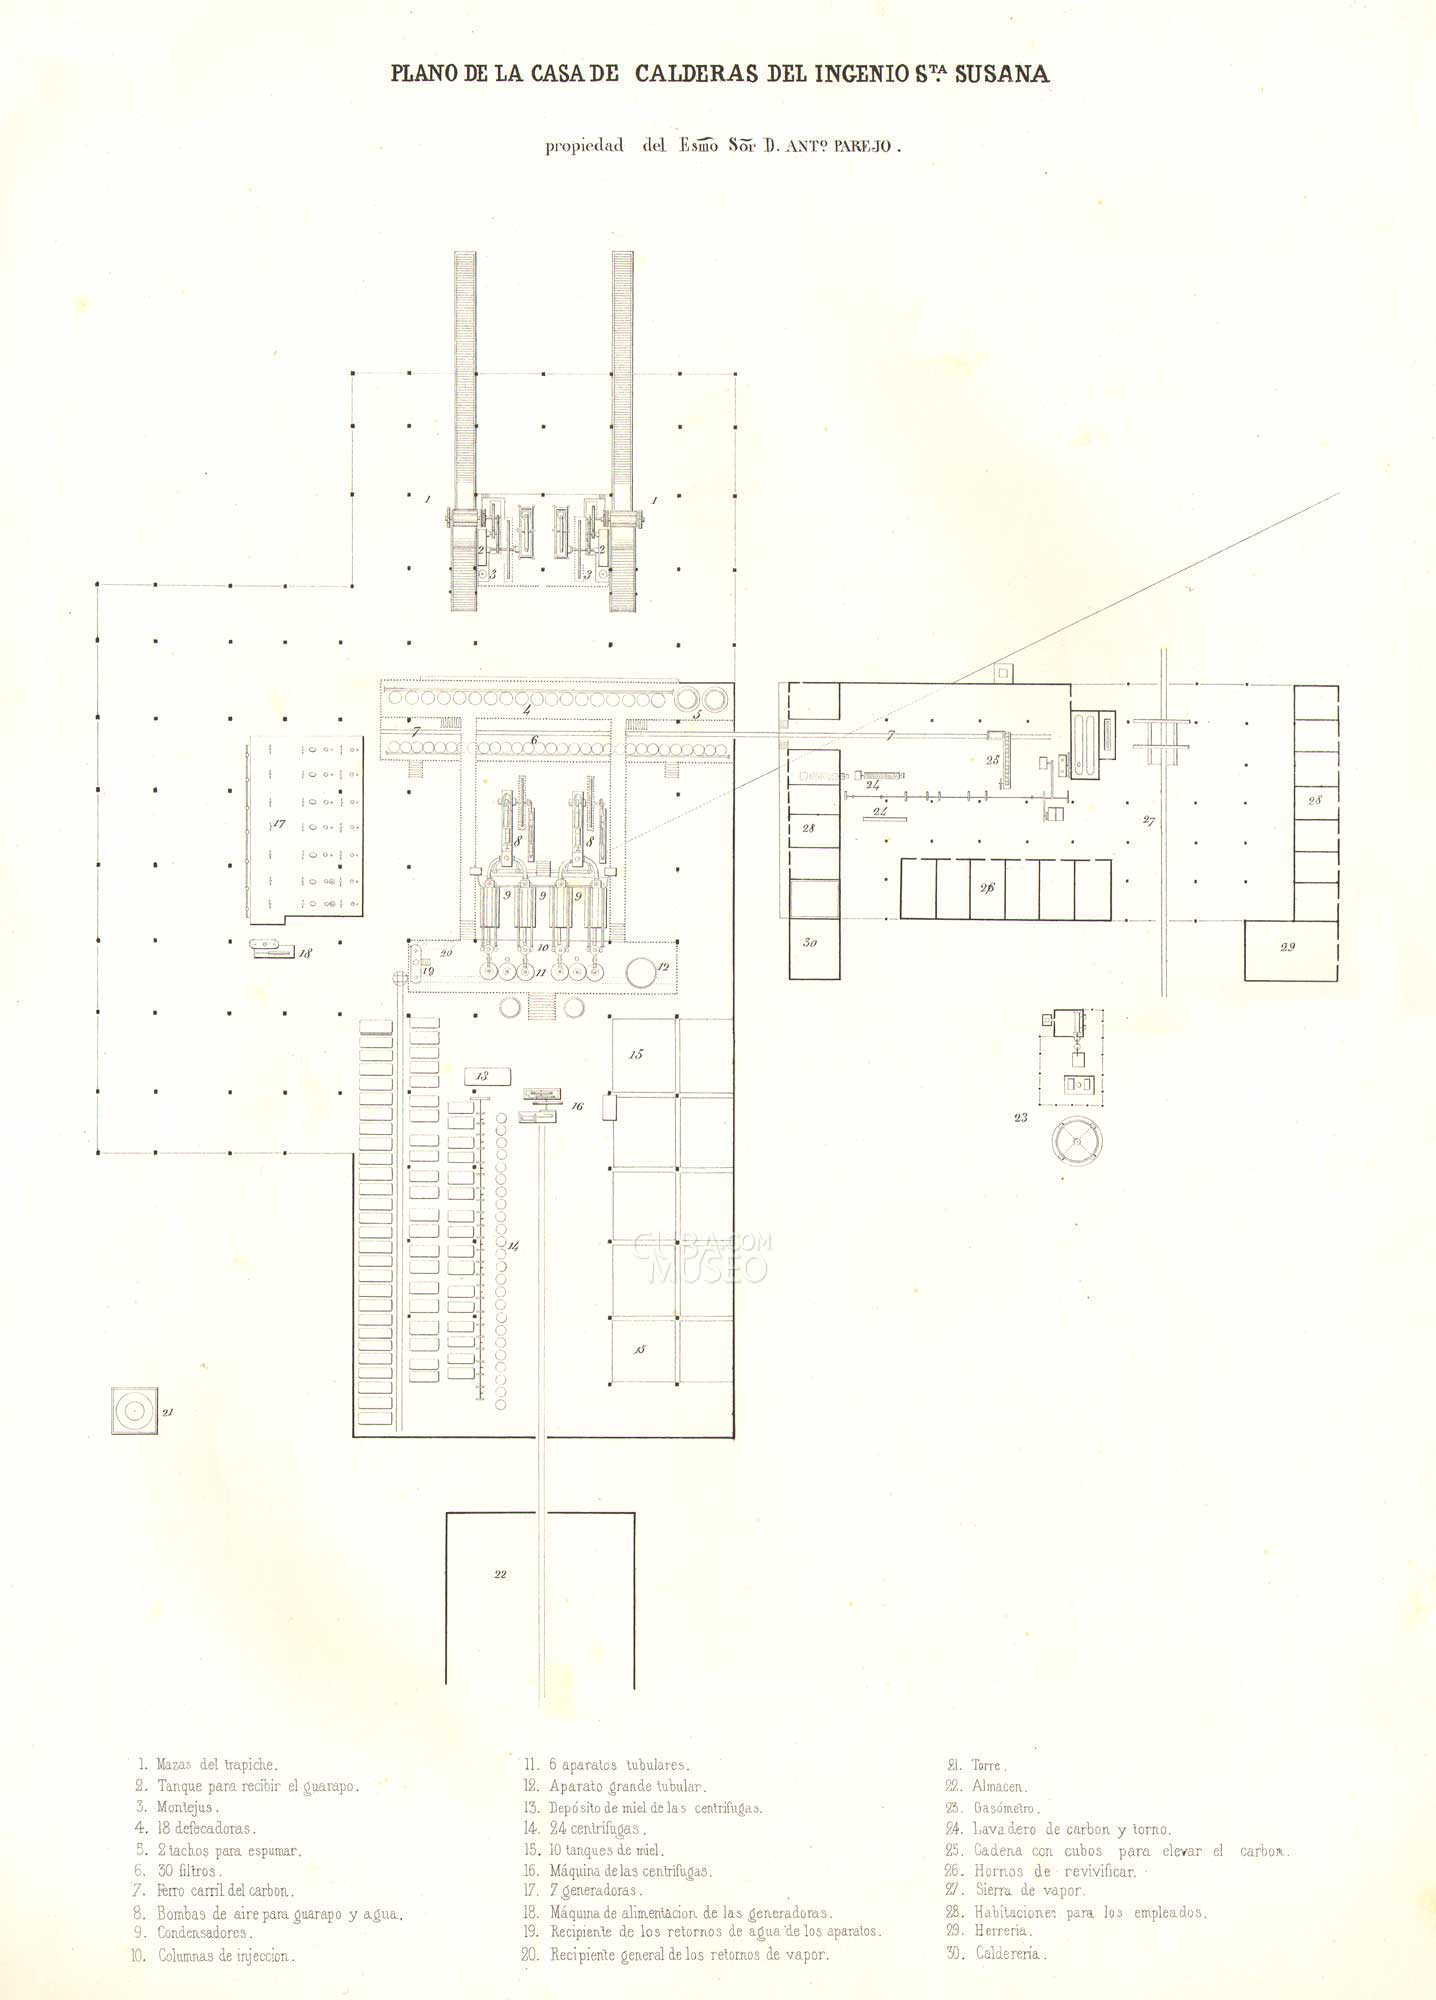 PLANO DE LA CASA DE CALDERAS DEL INGENIO S.TA SUSANA
propiedad del Esmo Sor D. ANTO. PAREJO.
1
1
2
2
3
3
4
5
7
6
7
25
24
24
8
8
17
28
27
28
9
9
9
26
10
20
18
19
11
12
30
29
15
13
16
23
14
CUBA.COM
MUSEO
15
21
22
1. Mazas del trapiche.
2. Tanque para recibir el guarapo.
3. Montejus.
4. 18 defecadoras.
5. 2 tachos para espumar.
6. 30 filtros.
7. Ferro carril del carbon.
8. Bombas de aire para guarapo y agua.
9. Condensadores.
10. Columnas de injeccion.
11. 6 aparatos tubulares.
12. Aparato grande tubular.
13. Depósito de miel de las centrífugas.
14. 24 centrífugas.
15. 10 tanques de miel.
16. Máquina de las centrífugas.
17. 7 generadoras.
18. Máquina de alimentacion de las generadoras.
19. Recipiente de los retornos de agua de los aparatos.
20. Recipiente general de los retornos de vapor.
21. Torre.
22. Almacen.
23. Gasómetro.
24. Lavadero de carbon y torno.
25. Cadena con cubos para elevar el carbon.
26. Hornos de revivificar.
27. Sierra de vapor.
28. Habitaciones para los empleados.
29. Herreria.
30. Caldereria.